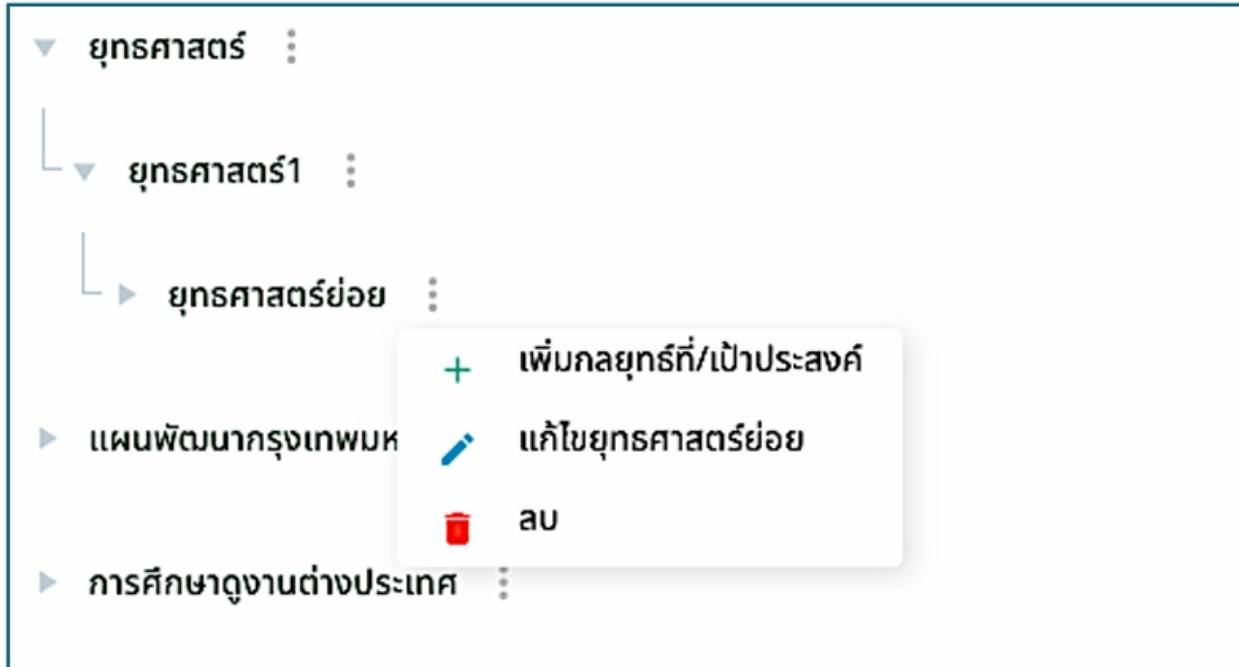 ยุทธศาสตร์
ยุทธศาสตร์1
ยุทธศาสตร์ย่อย
เพิ่มกลยุทธ์ที่/เป้าประสงค์
แผนพัฒนากรุงเทพมห
แก้ไขยุทธศาสตร์ย่อย
ลบ
การศึกษาดูงานต่างประเทศ